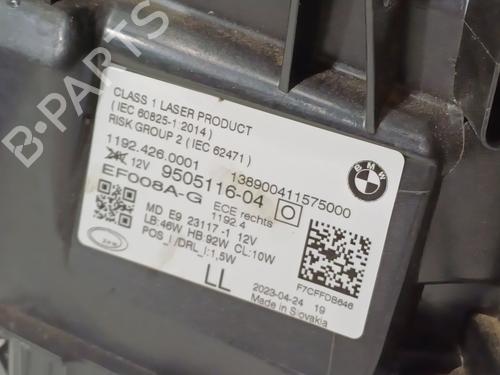 B-PARTS
CLASS 1 LASER PRODUCT
( IEC 60825-1:2014 )
RISK GROUP 2 ( IEC 62471 )
1192.426.0001 138900411575000
12V 9505116-04
EF008A-G ECE rechts
1192.4
MD E9 23117 -1 12V
LB:46W HB:92W CL:10W
POS_I /DRL_I:1,5W
LL
BMW
F7CFFDB646
2023-04-24 19
Made in Slovakia